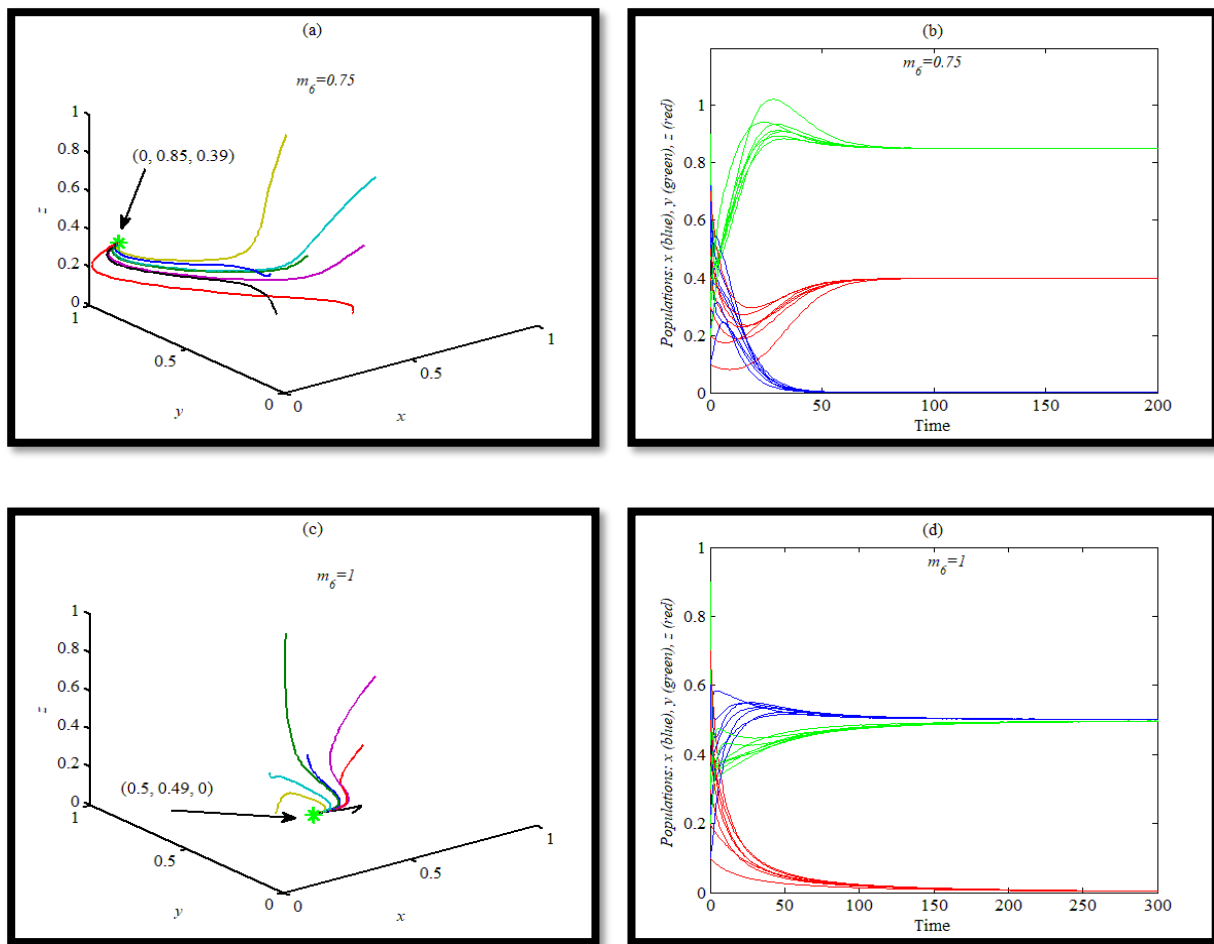 (a)
m6=0.75
1
0.8
0.6
0.4
0.2
0
z
(0, 0.85, 0.39)
1
0.5
0
y
0
0.5
1
x
(b)
m6=0.75
Populations: x (blue), y (green), z (red)
1
0.8
0.6
0.4
0.2
0
0 50 100 150 200
Time
(c)
m6=1
1
0.8
0.6
0.4
0.2
0
z
(0.5, 0.49, 0)
1
0.5
0
y
0
0.5
1
x
(d)
m6=1
Populations: x (blue), y (green), z (red)
1
0.8
0.6
0.4
0.2
0
0 50 100 150 200 250 300
Time